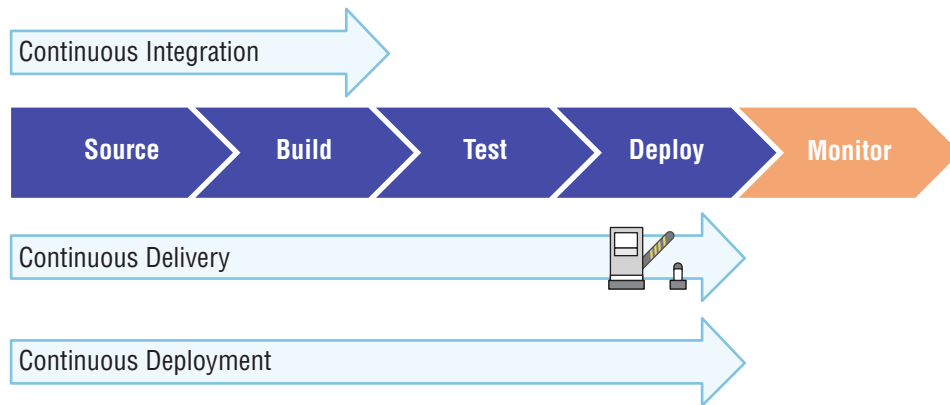 Continuous Integration
Source Build Test Deploy Monitor
Continuous Delivery
Continuous Deployment